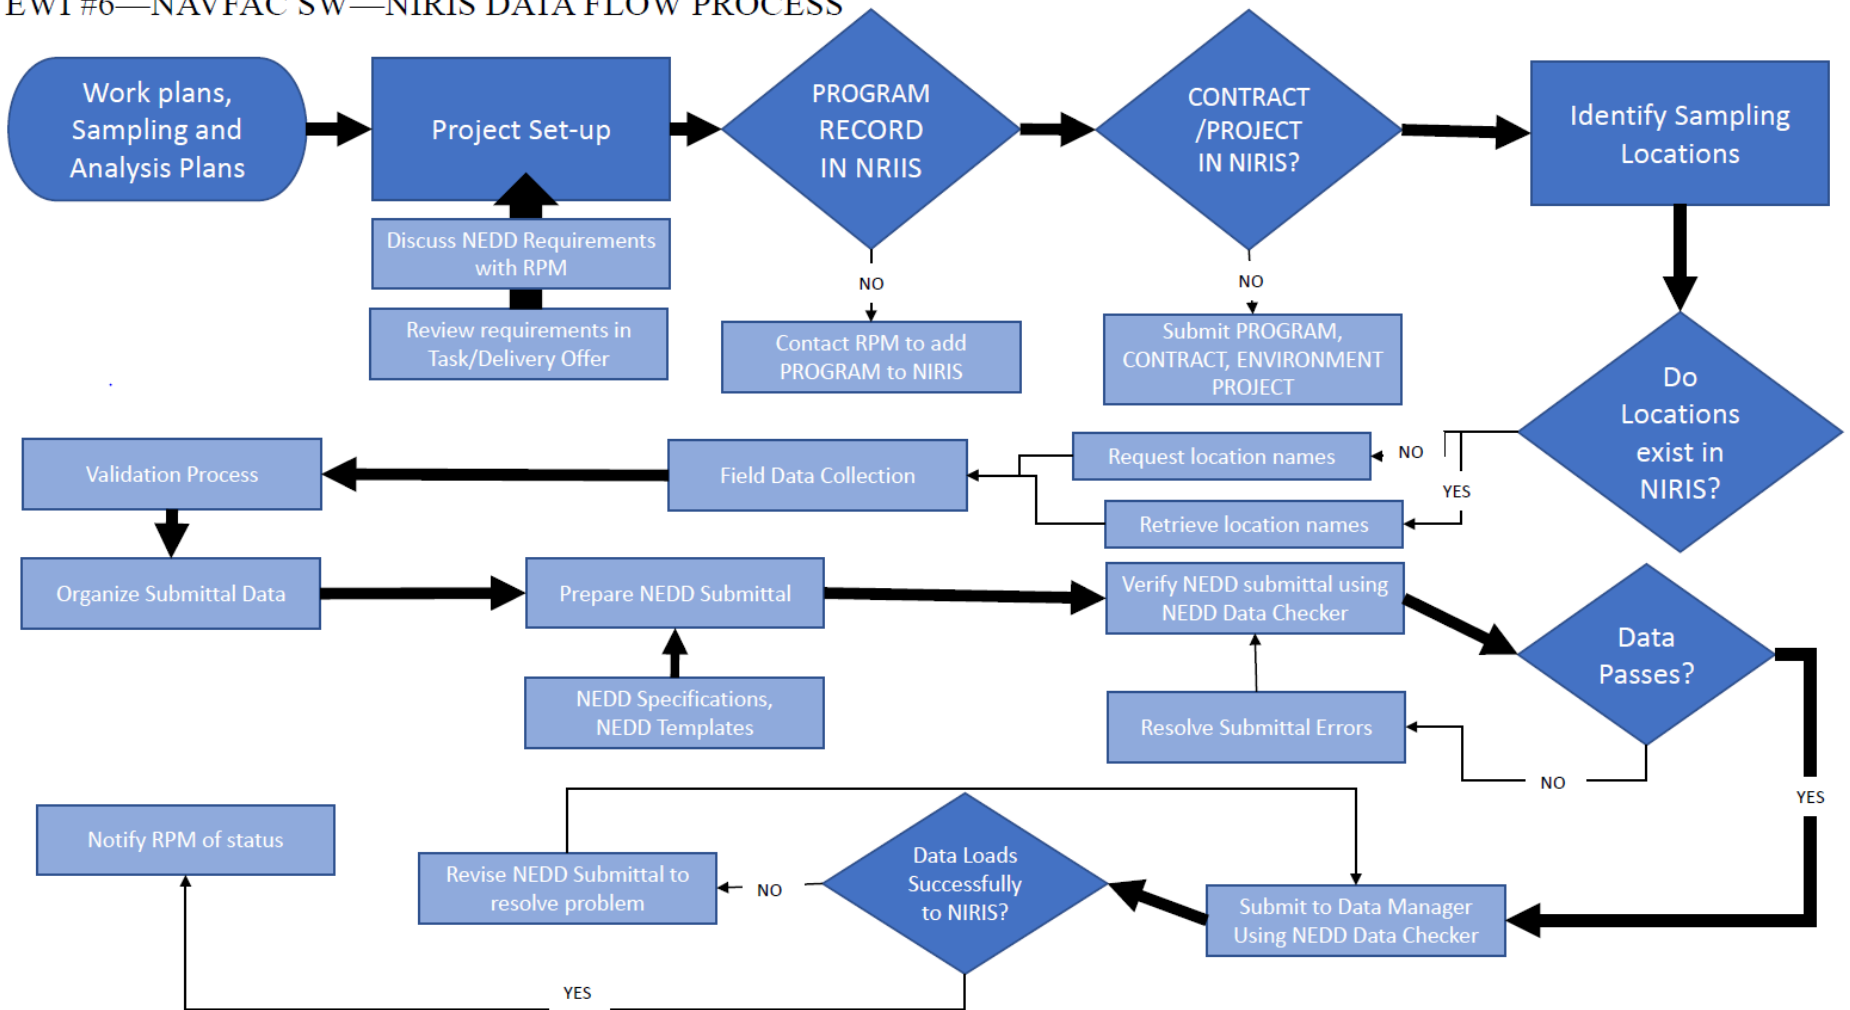 EWI #6—NAVFAC SW—NIRIS DATA FLOW PROCESS
Work plans,
Sampling and
Analysis Plans
Project Set-up
PROGRAM
RECORD
IN NRIIS
CONTRACT
/PROJECT
IN NIRIS?
Identify Sampling
Locations
Discuss NEDD Requirements
with RPM
Review requirements in
Task/Delivery Offer
NO
Contact RPM to add
PROGRAM to NIRIS
NO
Submit PROGRAM,
CONTRACT, ENVIRONMENT
PROJECT
Do
Locations
exist in
NIRIS?
NO
YES
Request location names
Retrieve location names
Field Data Collection
Validation Process
Organize Submittal Data
Prepare NEDD Submittal
NEDD Specifications,
NEDD Templates
Verify NEDD submittal using
NEDD Data Checker
Data
Passes?
Resolve Submittal Errors
NO
YES
Submit to Data Manager
Using NEDD Data Checker
Data Loads
Successfully
to NIRIS?
NO
Revise NEDD Submittal to
resolve problem
YES
Notify RPM of status